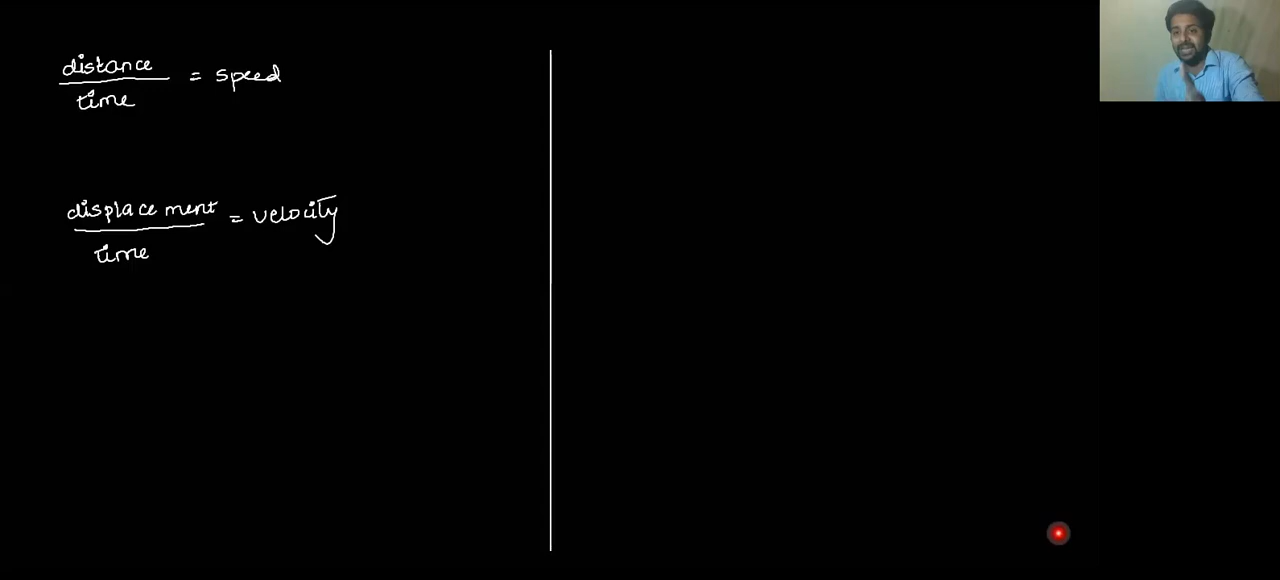 distance
= speed
time
displacement
= velocity
time